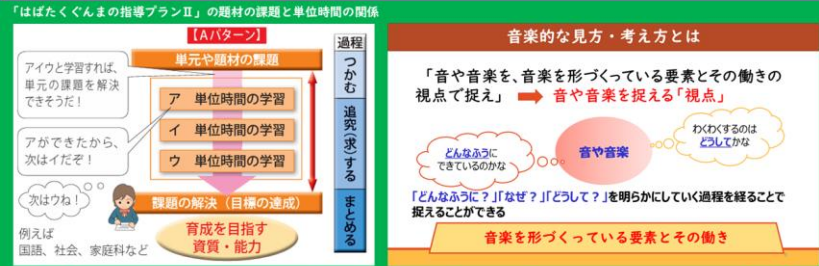 「はばたくぐんまの指導プランⅡ」の題材の課題と単位時間の関係
【Aパターン】
単元や題材の課題
アイウと学習すれば、
単元の課題を解決
できそうだ！
アができたから、
次はイだぞ！
次はウね！
例えば
国語、社会、家庭科など
ア 単位時間の学習
イ 単位時間の学習
ウ 単位時間の学習
課題の解決（目標の達成）
育成を目指す
資質・能力
過程
つかむ
追究(求)する
まとめる
音楽的な見方・考え方とは
「音や音楽を、音楽を形づくっている要素とその働きの
視点で捉え」 ➡ 音や音楽を捉える「視点」
どんなふうに
できているのかな
音や音楽
わくわくするのは
どうしてかな
「どんなふうに？」「なぜ？」「どうして？」を明らかにしていく過程を経ることで
捉えることができる
音楽を形づくっている要素とその働き